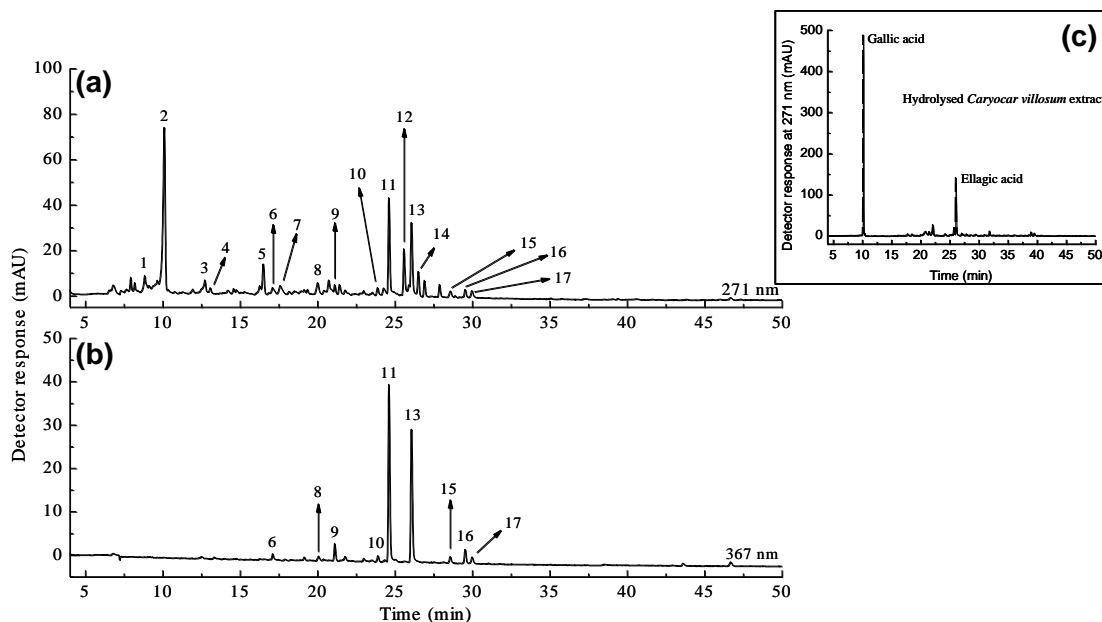 (a)
100
80
60
40
20
0
1
2
3
4
5
6
7
8
9
10
11
12
13
14
15
16
17
271 nm
5 10 15 20 25 30 35 40 45 50
(b)
50
40
30
20
10
0
6
8
9
10
11
13
15
16
17
367 nm
5 10 15 20 25 30 35 40 45 50
Time (min)
Detector response (mAU)
(c)
500
400
300
200
100
0
Gallic acid
Hydrolysed Caryocar villosum extract
Ellagic acid
5 10 15 20 25 30 35 40 45 50
Time (min)
Detector response at 271 nm (mAU)